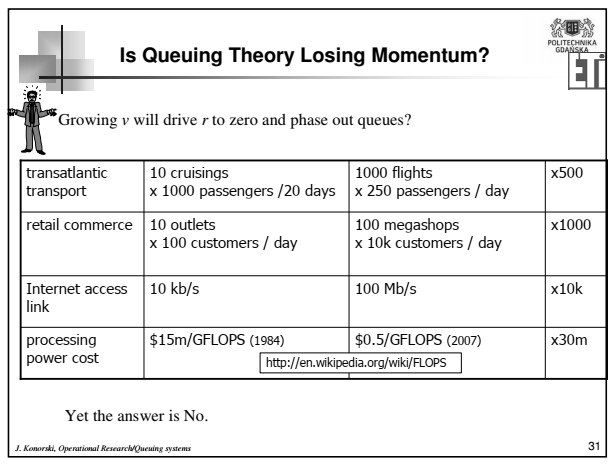 Is Queuing Theory Losing Momentum?
POLITECHNIKA
GDAŃSKA
Growing v will drive r to zero and phase out queues?
transatlantic transport
10 cruisings
x 1000 passengers /20 days
1000 flights
x 250 passengers / day
x500
retail commerce
10 outlets
x 100 customers / day
100 megashops
x 10k customers / day
x1000
Internet access link
10 kb/s
100 Mb/s
x10k
processing power cost
$15m/GFLOPS (1984)
$0.5/GFLOPS (2007)
x30m
http://en.wikipedia.org/wiki/FLOPS
Yet the answer is No.
J. Konorski, Operational Research/Queuing systems
31